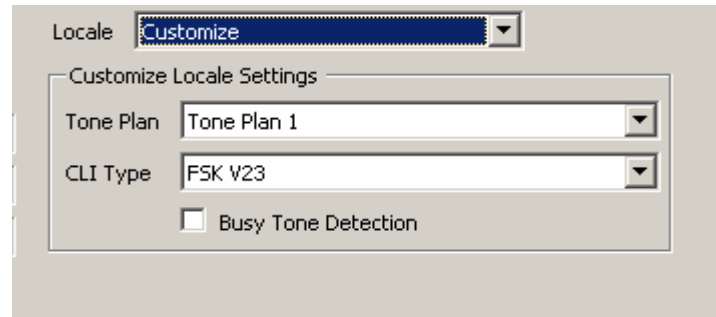 Locale Customize
Customize Locale Settings
Tone Plan Tone Plan 1
CLI Type FSK V23
Busy Tone Detection